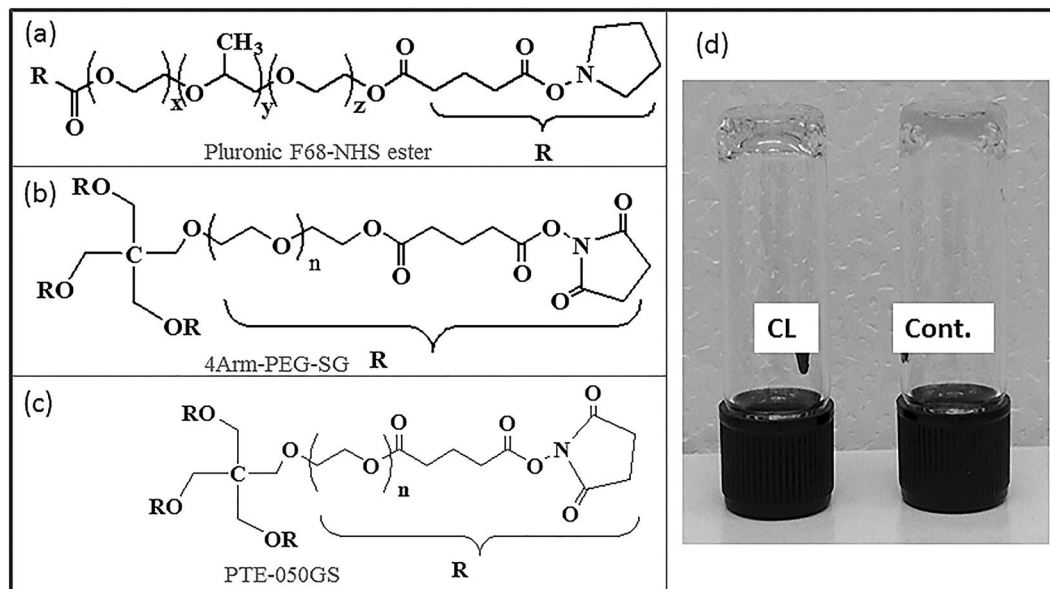 (a)
CH3
R
O
O
O
O
O
O
O
O
N
x
y
z
R
Pluronic F68-NHS ester
(b)
RO
O
O
O
O
O
O
O
N
O
C
n
RO
OR
R
4Arm-PEG-SG
(c)
RO
O
O
O
O
O
O
N
O
C
n
RO
OR
R
PTE-050GS
(d)
CL
Cont.